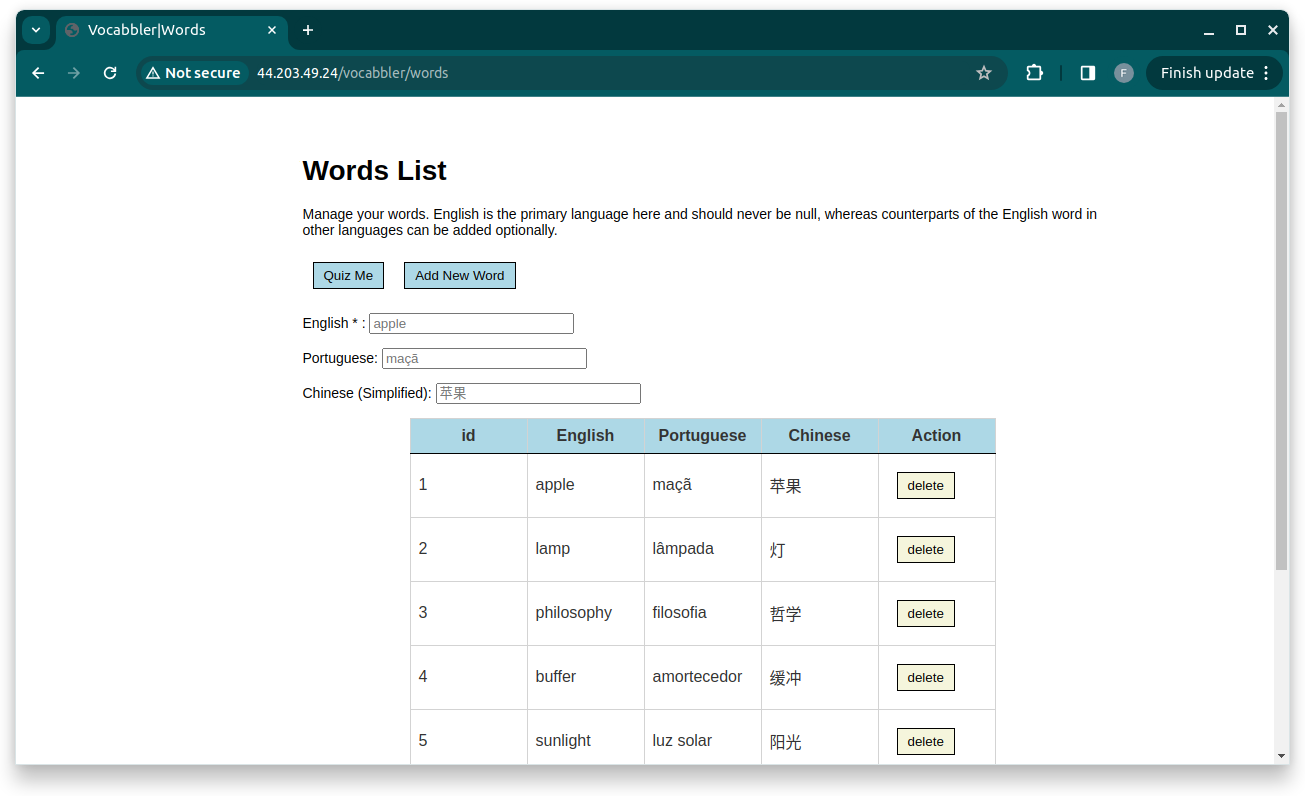 Vocabbler|Words
Not secure 44.203.49.24/vocabbler/words F Finish update
Words List
Manage your words. English is the primary language here and should never be null, whereas counterparts of the English word in
other languages can be added optionally.
Quiz Me Add New Word
English * : apple
Portuguese: maçã
Chinese (Simplified): 苹果
id English Portuguese Chinese Action
1 apple maçã 苹果 delete
2 lamp lâmpada 灯 delete
3 philosophy filosofia 哲学 delete
4 buffer amortecedor 缓冲 delete
5 sunlight luz solar 阳光 delete